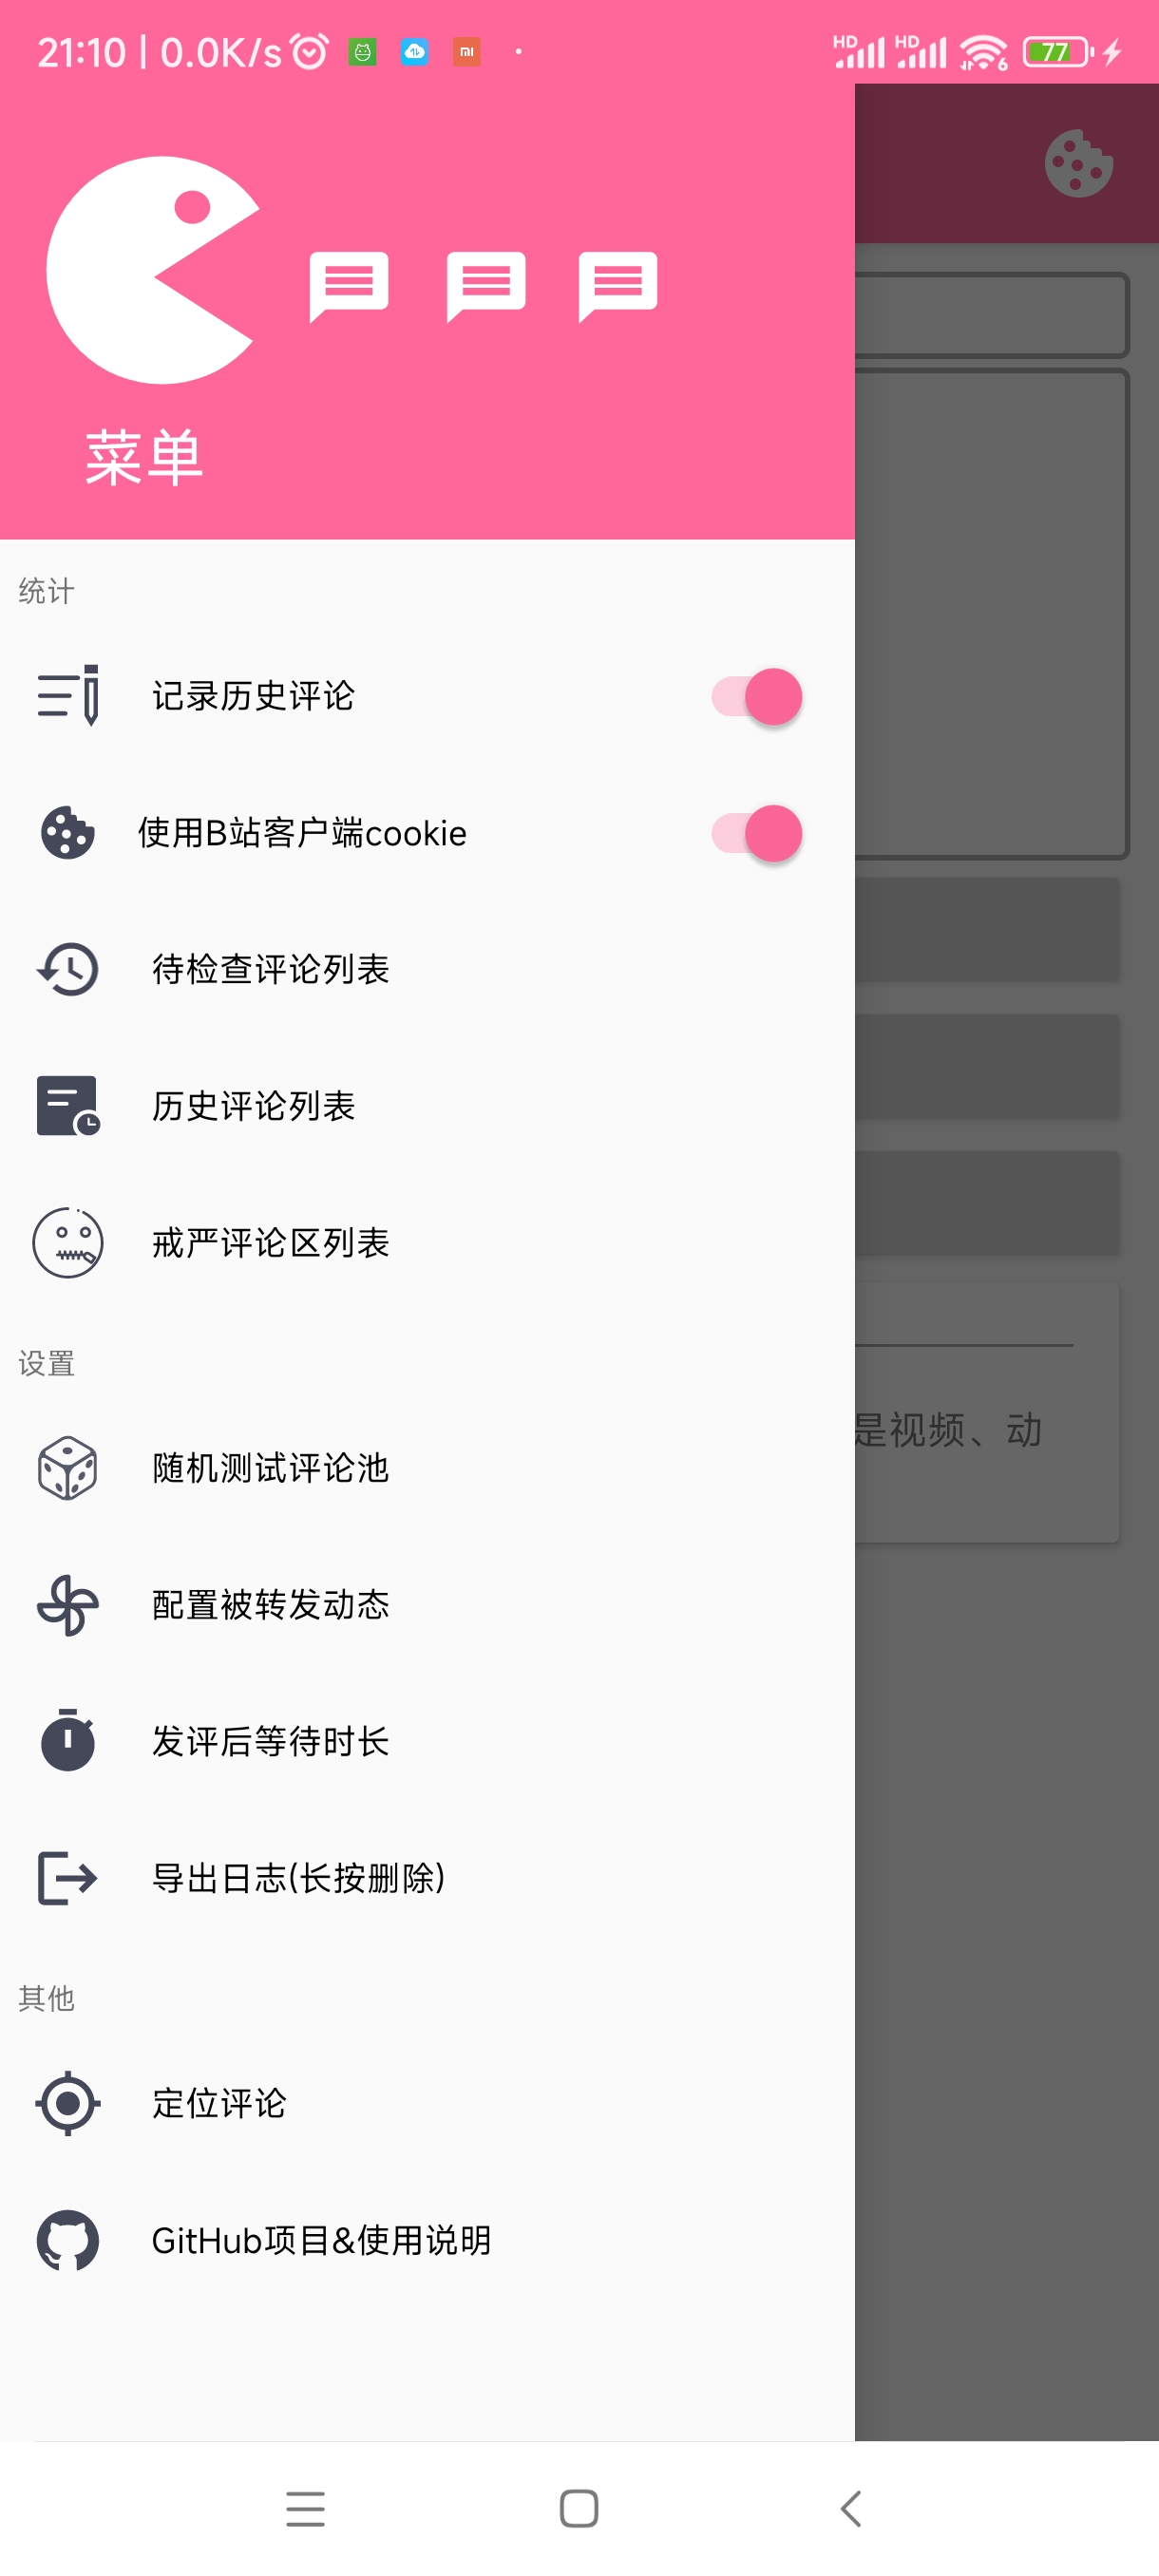 21:10 | 0.0K/s
HD HD 6 77
菜单
统计
记录历史评论
使用B站客户端cookie
待检查评论列表
历史评论列表
戒严评论区列表
设置
是视频、动
随机测试评论池
配置被转发动态
发评后等待时长
导出日志(长按删除)
其他
定位评论
GitHub项目&使用说明